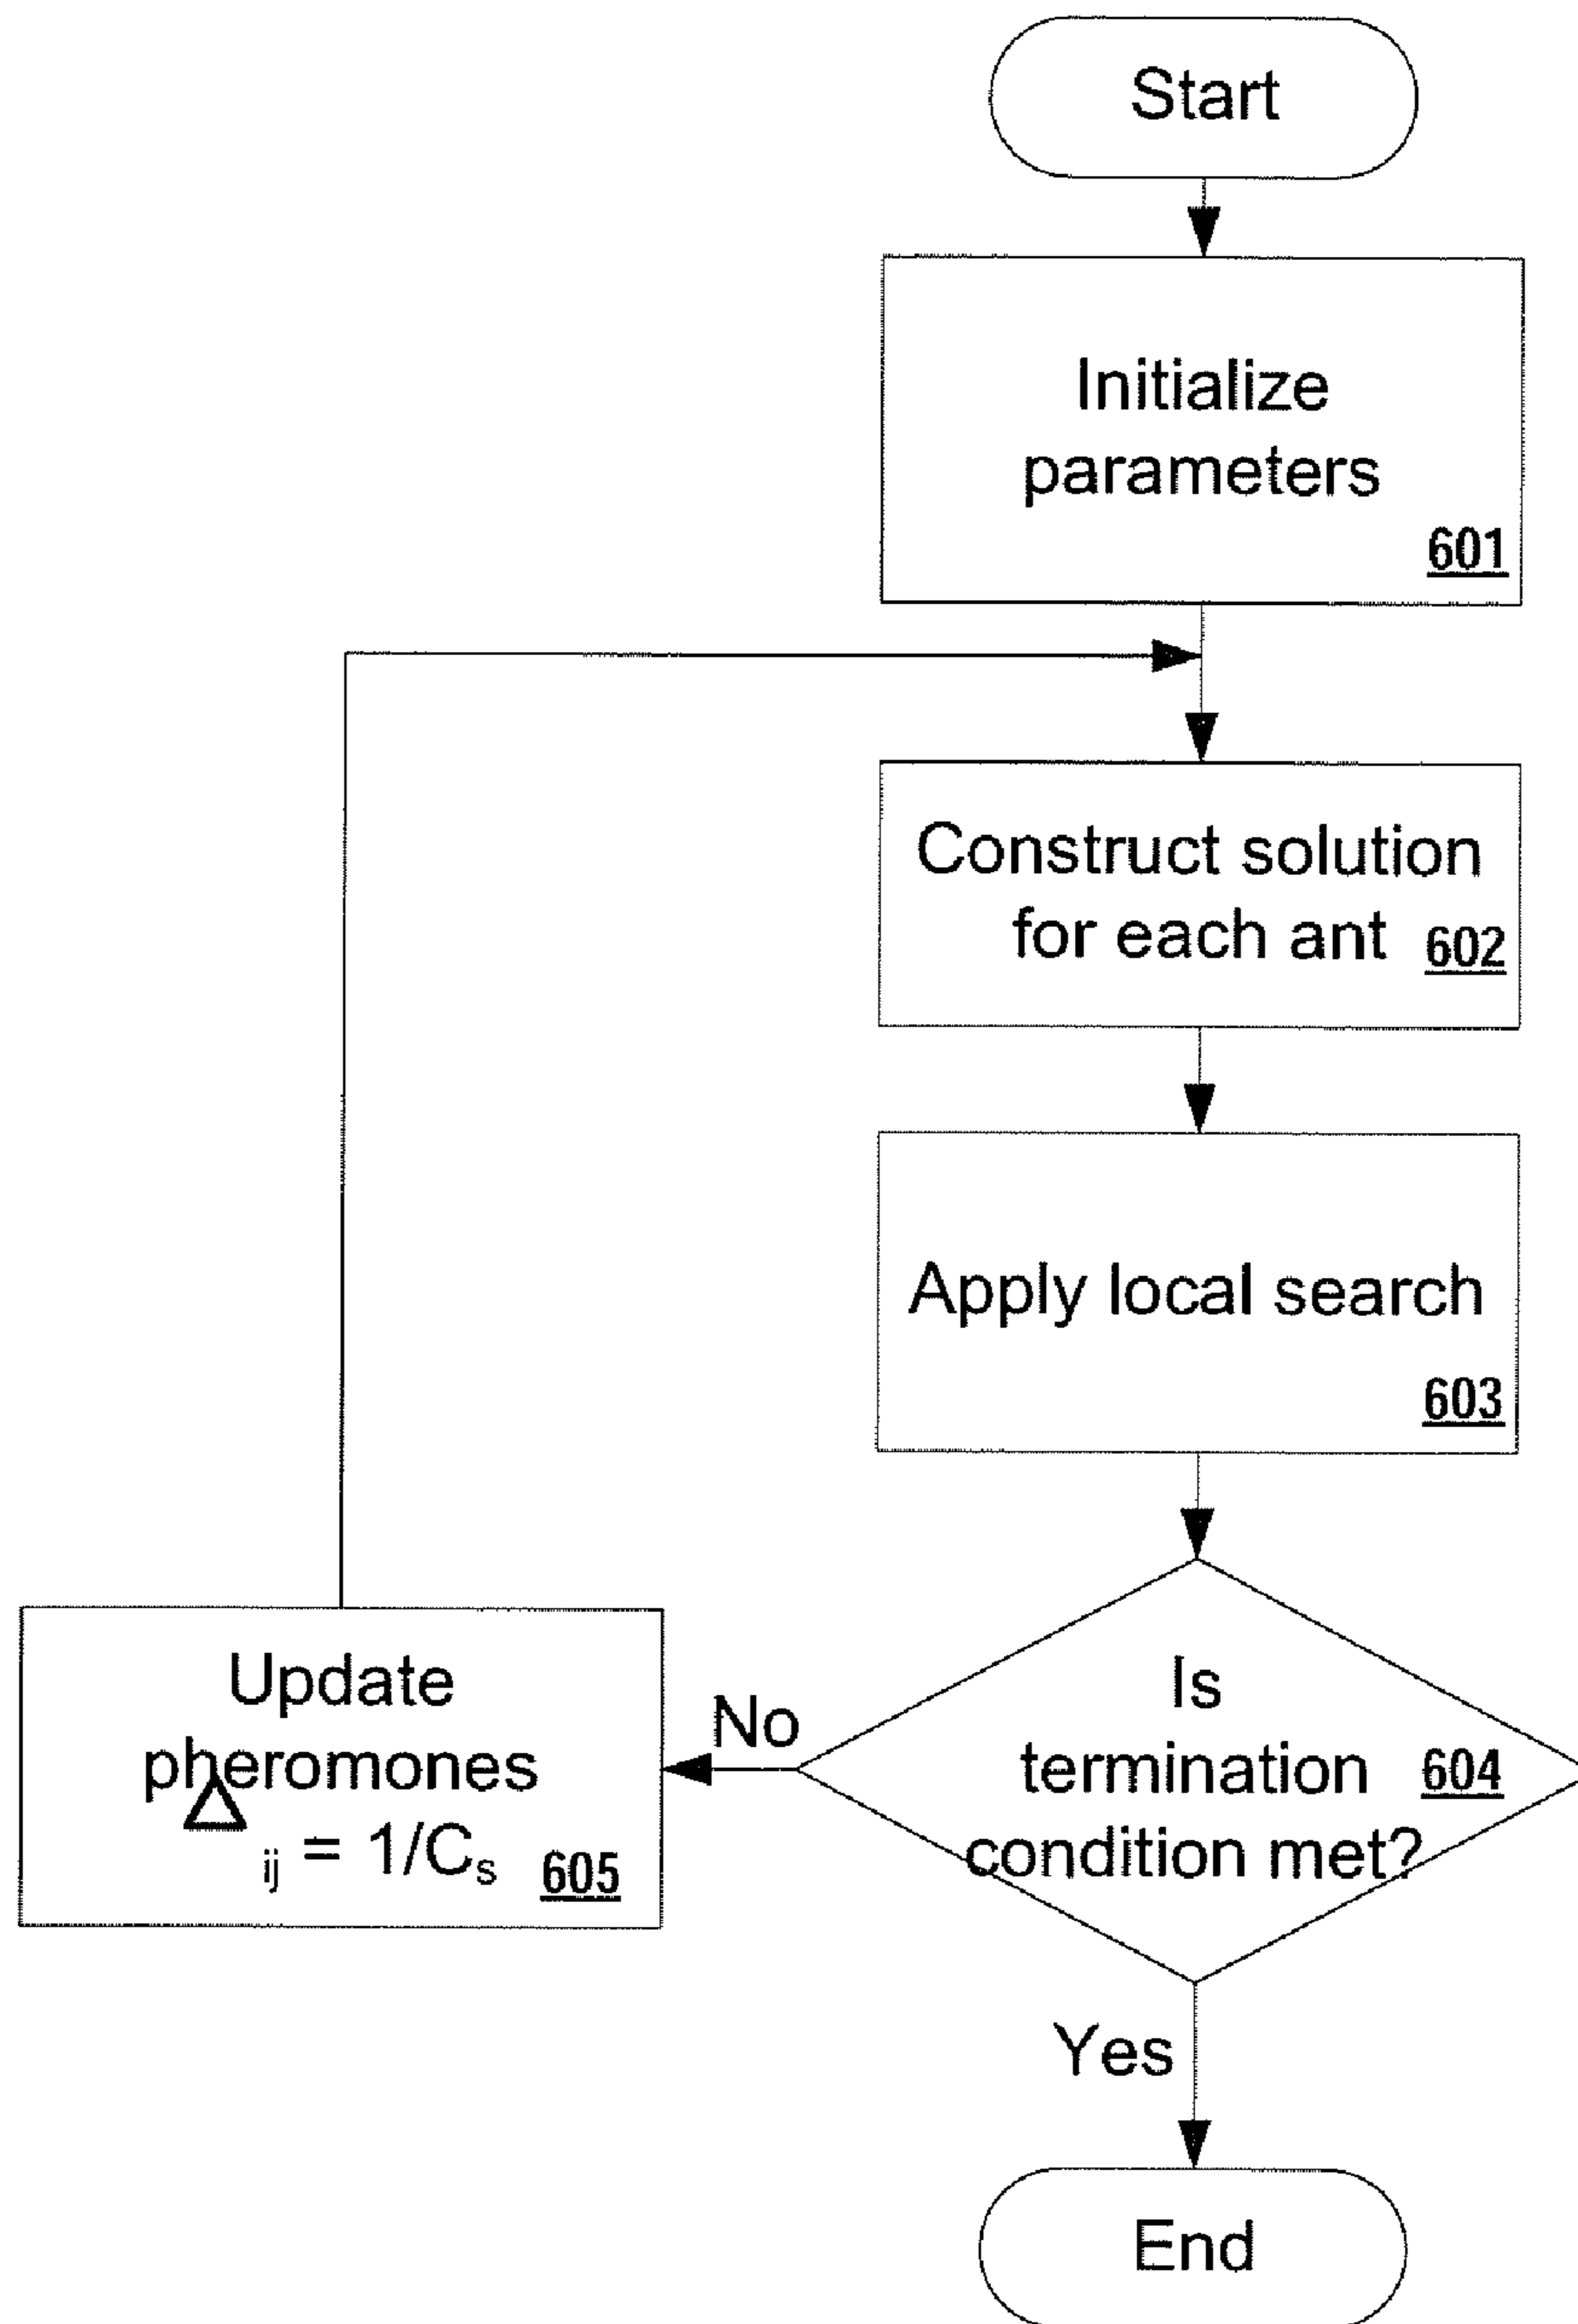 Start
Initialize
parameters
601
Construct solution
for each ant 602
Apply local search
603
Is
termination 604
condition met?
No
Update
pheromones
Δ ij = 1/Cs 605
Yes
End